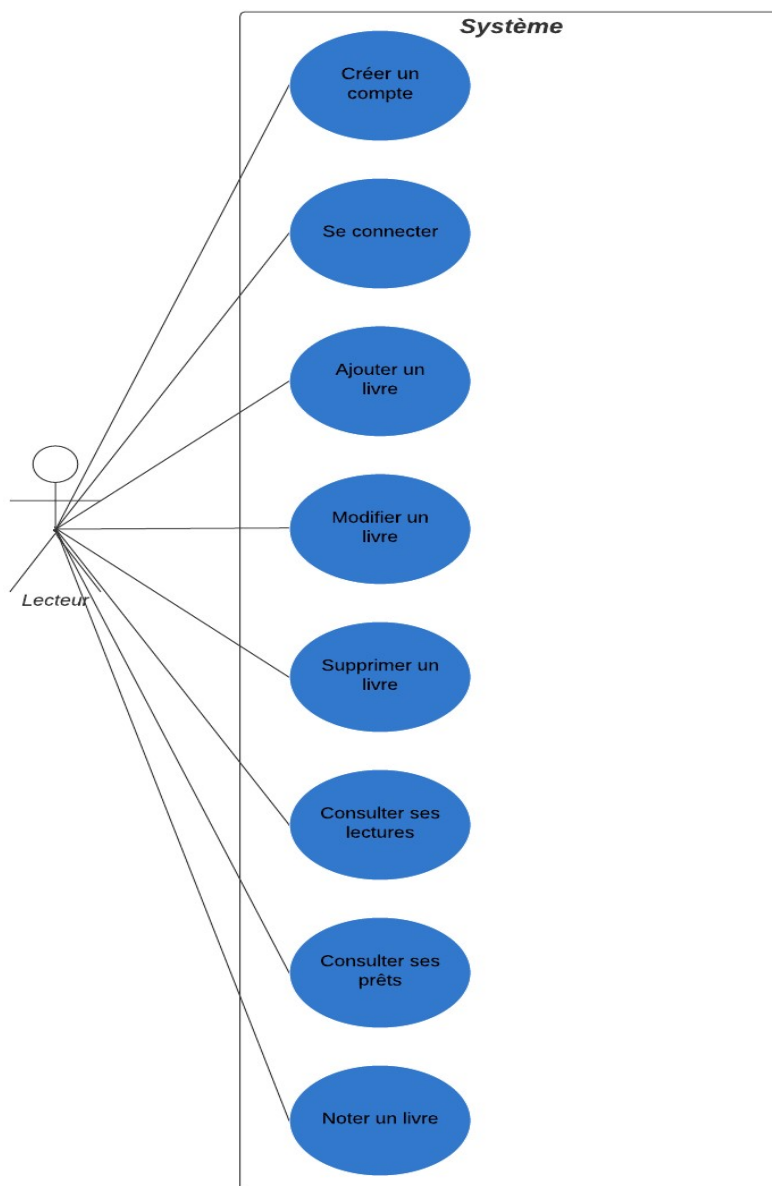 Système
Créer un
compte
Se connecter
Ajouter un
livre
Modifier un
livre
Lecteur
Supprimer un
livre
Consulter ses
lectures
Consulter ses
prêts
Noter un livre